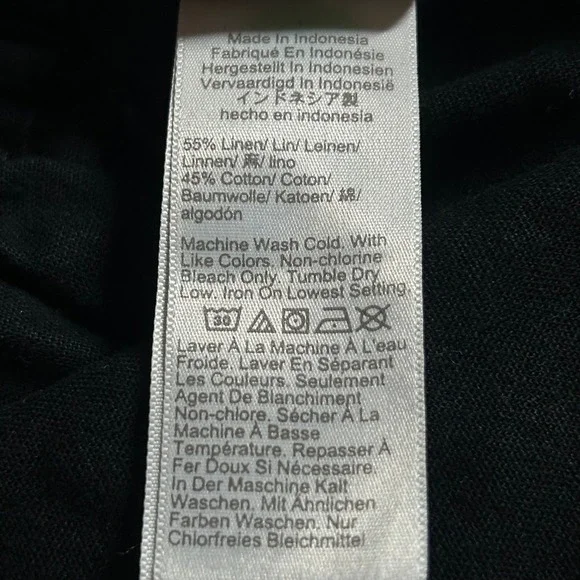 Made In Indonesia
Fabriqué En Indonésie
Hergestellt In Indonesien
Vervaardigd In Indonesië
インドネシア製
hecho en indonesia
55% Linen/ Lin/ Leinen/
Linnen/ 麻/ lino
45% Cotton/ Coton/
Baumwolle/ Katoen/ 綿/
algodón
Machine Wash Cold. With
Like Colors. Non-chlorine
Bleach Only. Tumble Dry
Low. Iron On Lowest Setting.
30
Laver À La Machine À L'eau
Froide. Laver En Séparant
Les Couleurs. Seulement
Agent De Blanchiment
Non-chlore. Sécher À La
Machine À Basse
Température. Repasser À
Fer Doux Si Nécessaire.
In Der Maschine Kalt
Waschen. Mit Ähnlichen
Farben Waschen. Nur
Chlorfreies Bleichmittel